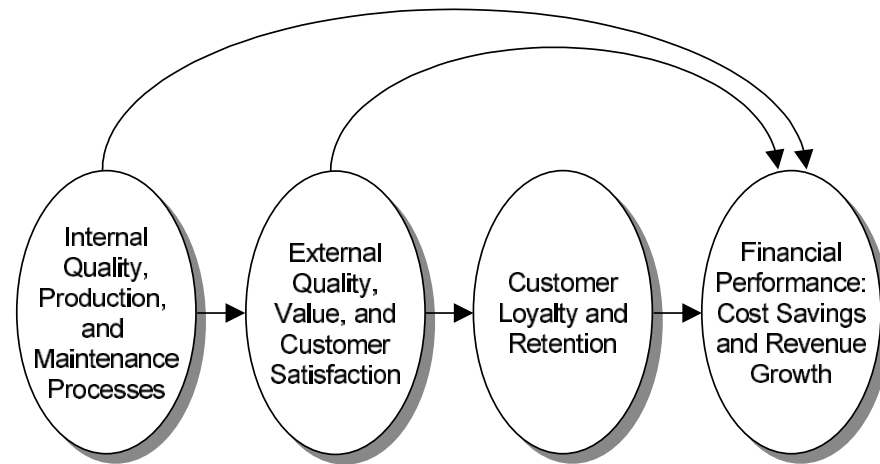 Internal
Quality,
Production,
and
Maintenance
Processes
External
Quality,
Value, and
Customer
Satisfaction
Customer
Loyalty and
Retention
Financial
Performance:
Cost Savings
and Revenue
Growth